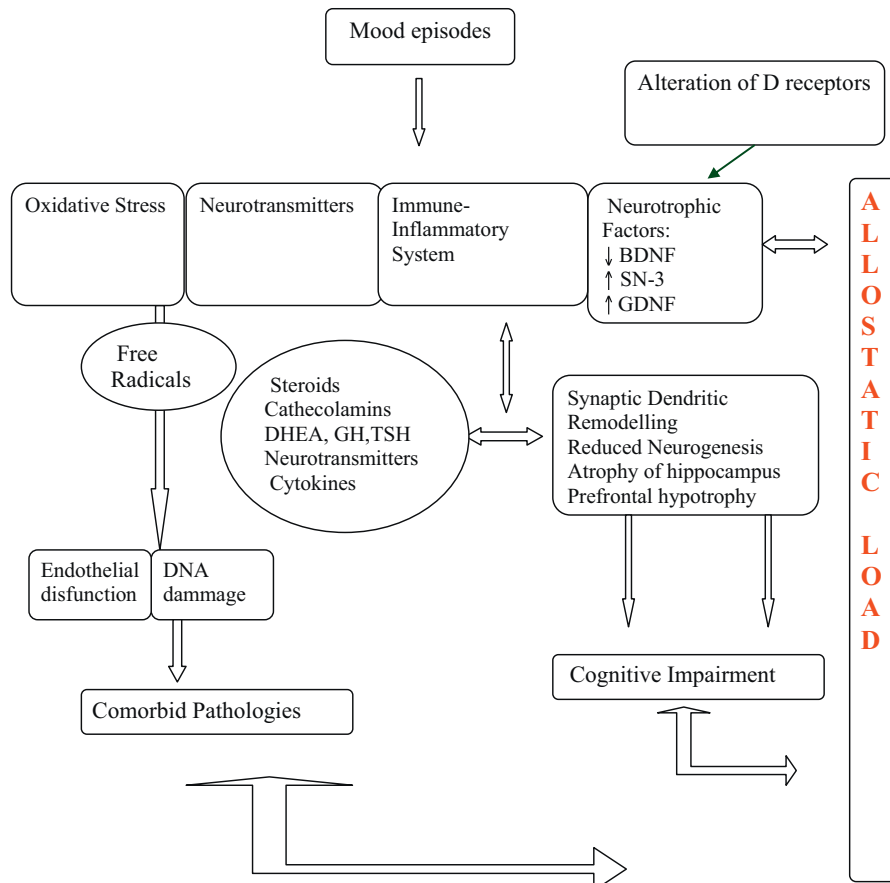 Mood episodes
Alteration of D receptors
Oxidative Stress
Neurotransmitters
Immune-
Inflammatory
System
Neurotrophic
Factors:
↓ BDNF
↑ SN-3
↑ GDNF
Free
Radicals
Steroids
Cathecolamins
DHEA, GH,TSH
Neurotransmitters
Cytokines
Synaptic Dendritic
Remodelling
Reduced Neurogenesis
Atrophy of hippocampus
Prefrontal hypotrophy
Endothelial
disfunction
DNA
dammage
Comorbid Pathologies
Cognitive Impairment
ALLOSTATIC LOAD